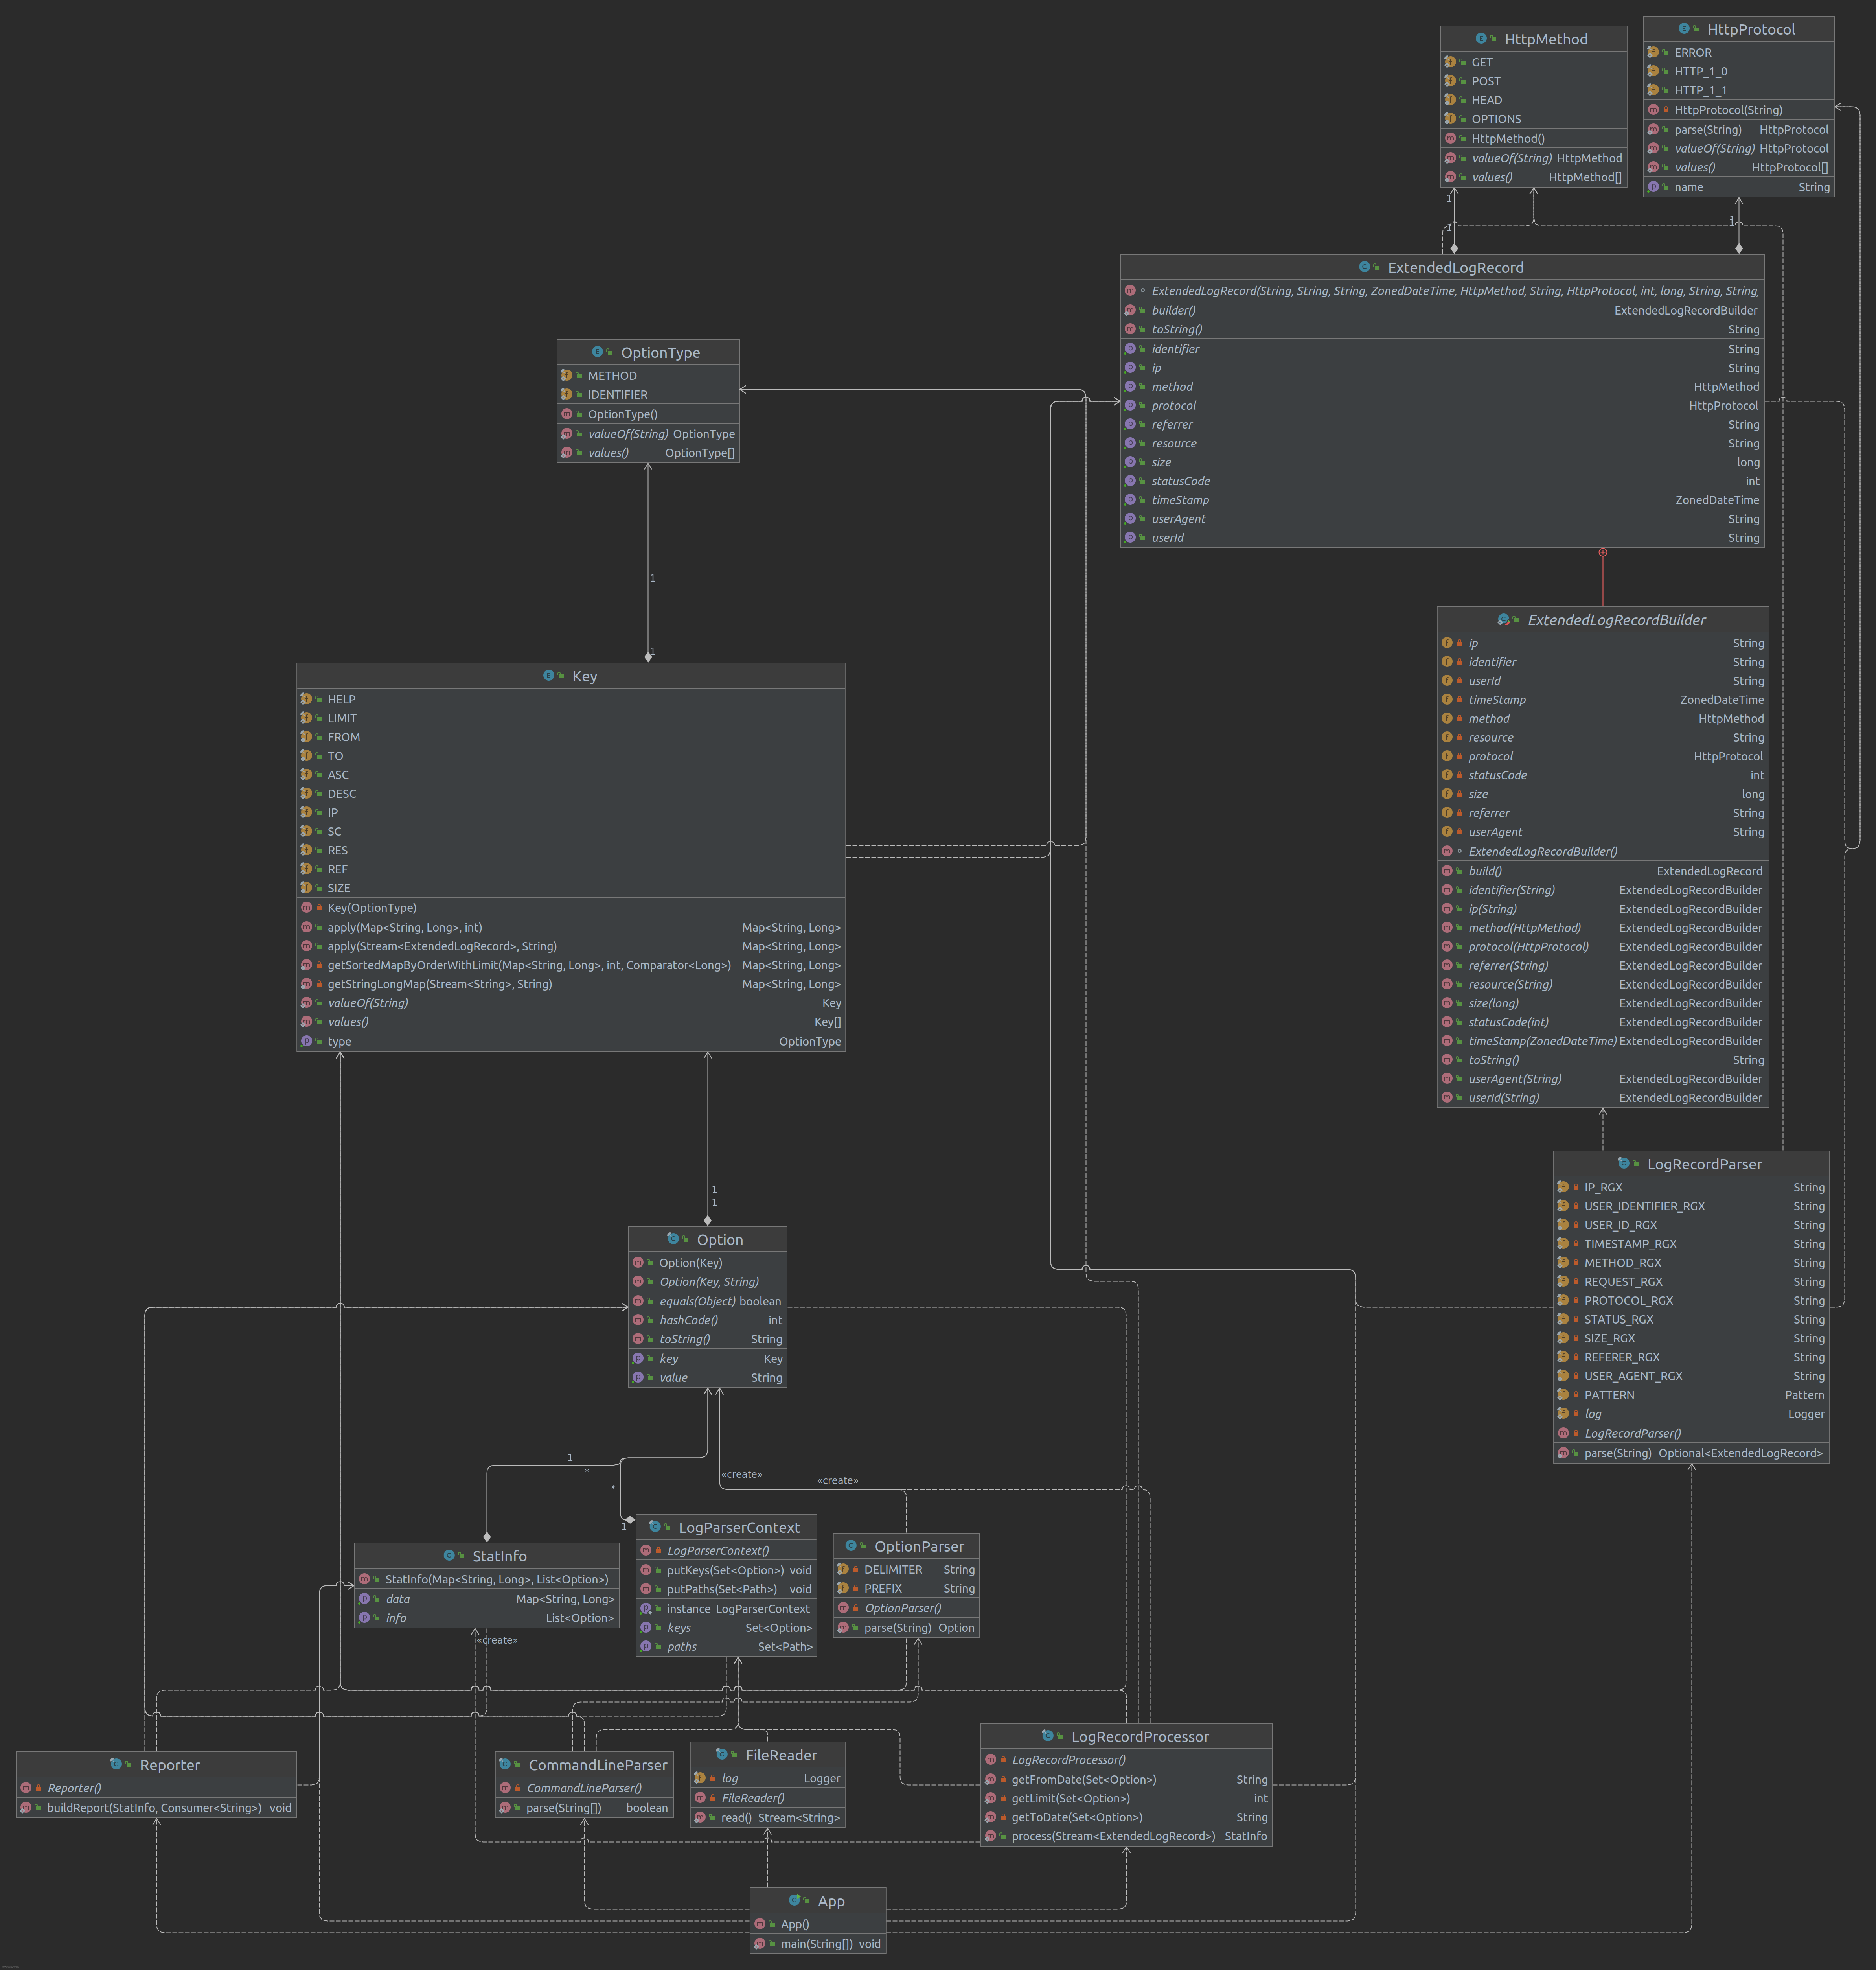 HttpMethod
GET
POST
HEAD
OPTIONS
HttpMethod()
valueOf(String) HttpMethod
values() HttpMethod[]
HttpProtocol
ERROR
HTTP_1_0
HTTP_1_1
HttpProtocol(String)
parse(String) HttpProtocol
valueOf(String) HttpProtocol
values() HttpProtocol[]
name String
1
1
1
1
ExtendedLogRecord
ExtendedLogRecord(String, String, String, ZonedDateTime, HttpMethod, String, HttpProtocol, int, long, String, String
builder() ExtendedLogRecordBuilder
toString() String
identifier String
ip String
method HttpMethod
protocol HttpProtocol
referrer String
resource String
size long
statusCode int
timeStamp ZonedDateTime
userAgent String
userId String
OptionType
METHOD
IDENTIFIER
OptionType()
valueOf(String) OptionType
values() OptionType[]
1
1
ExtendedLogRecordBuilder
ip String
identifier String
userId String
timeStamp ZonedDateTime
method HttpMethod
resource String
protocol HttpProtocol
statusCode int
size long
referrer String
userAgent String
ExtendedLogRecordBuilder()
build() ExtendedLogRecord
identifier(String) ExtendedLogRecordBuilder
ip(String) ExtendedLogRecordBuilder
method(HttpMethod) ExtendedLogRecordBuilder
protocol(HttpProtocol) ExtendedLogRecordBuilder
referrer(String) ExtendedLogRecordBuilder
resource(String) ExtendedLogRecordBuilder
size(long) ExtendedLogRecordBuilder
statusCode(int) ExtendedLogRecordBuilder
timeStamp(ZonedDateTime) ExtendedLogRecordBuilder
toString() String
userAgent(String) ExtendedLogRecordBuilder
userId(String) ExtendedLogRecordBuilder
Key
HELP
LIMIT
FROM
TO
ASC
DESC
IP
SC
RES
REF
SIZE
Key(OptionType)
apply(Map<String, Long>, int) Map<String, Long>
apply(Stream<ExtendedLogRecord>, String) Map<String, Long>
getSortedMapByOrderWithLimit(Map<String, Long>, int, Comparator<Long>) Map<String, Long>
getStringLongMap(Stream<String>, String) Map<String, Long>
valueOf(String) Key
values() Key[]
type OptionType
1
1
LogRecordParser
IP_RGX String
USER_IDENTIFIER_RGX String
USER_ID_RGX String
TIMESTAMP_RGX String
METHOD_RGX String
REQUEST_RGX String
PROTOCOL_RGX String
STATUS_RGX String
SIZE_RGX String
REFERER_RGX String
USER_AGENT_RGX String
PATTERN Pattern
log Logger
LogRecordParser()
parse(String) Optional<ExtendedLogRecord>
Option
Option(Key)
Option(Key, String)
equals(Object) boolean
hashCode() int
toString() String
key Key
value String
1
*
*
1
«create»
«create»
StatInfo
StatInfo(Map<String, Long>, List<Option>)
data Map<String, Long>
info List<Option>
«create»
LogParserContext
LogParserContext()
putKeys(Set<Option>) void
putPaths(Set<Path>) void
instance LogParserContext
keys Set<Option>
paths Set<Path>
OptionParser
DELIMITER String
PREFIX String
OptionParser()
parse(String) Option
Reporter
Reporter()
buildReport(StatInfo, Consumer<String>) void
CommandLineParser
CommandLineParser()
parse(String[]) boolean
FileReader
log Logger
FileReader()
read() Stream<String>
LogRecordProcessor
LogRecordProcessor()
getFromDate(Set<Option>) String
getLimit(Set<Option>) int
getToDate(Set<Option>) String
process(Stream<ExtendedLogRecord>) StatInfo
App
App()
main(String[]) void